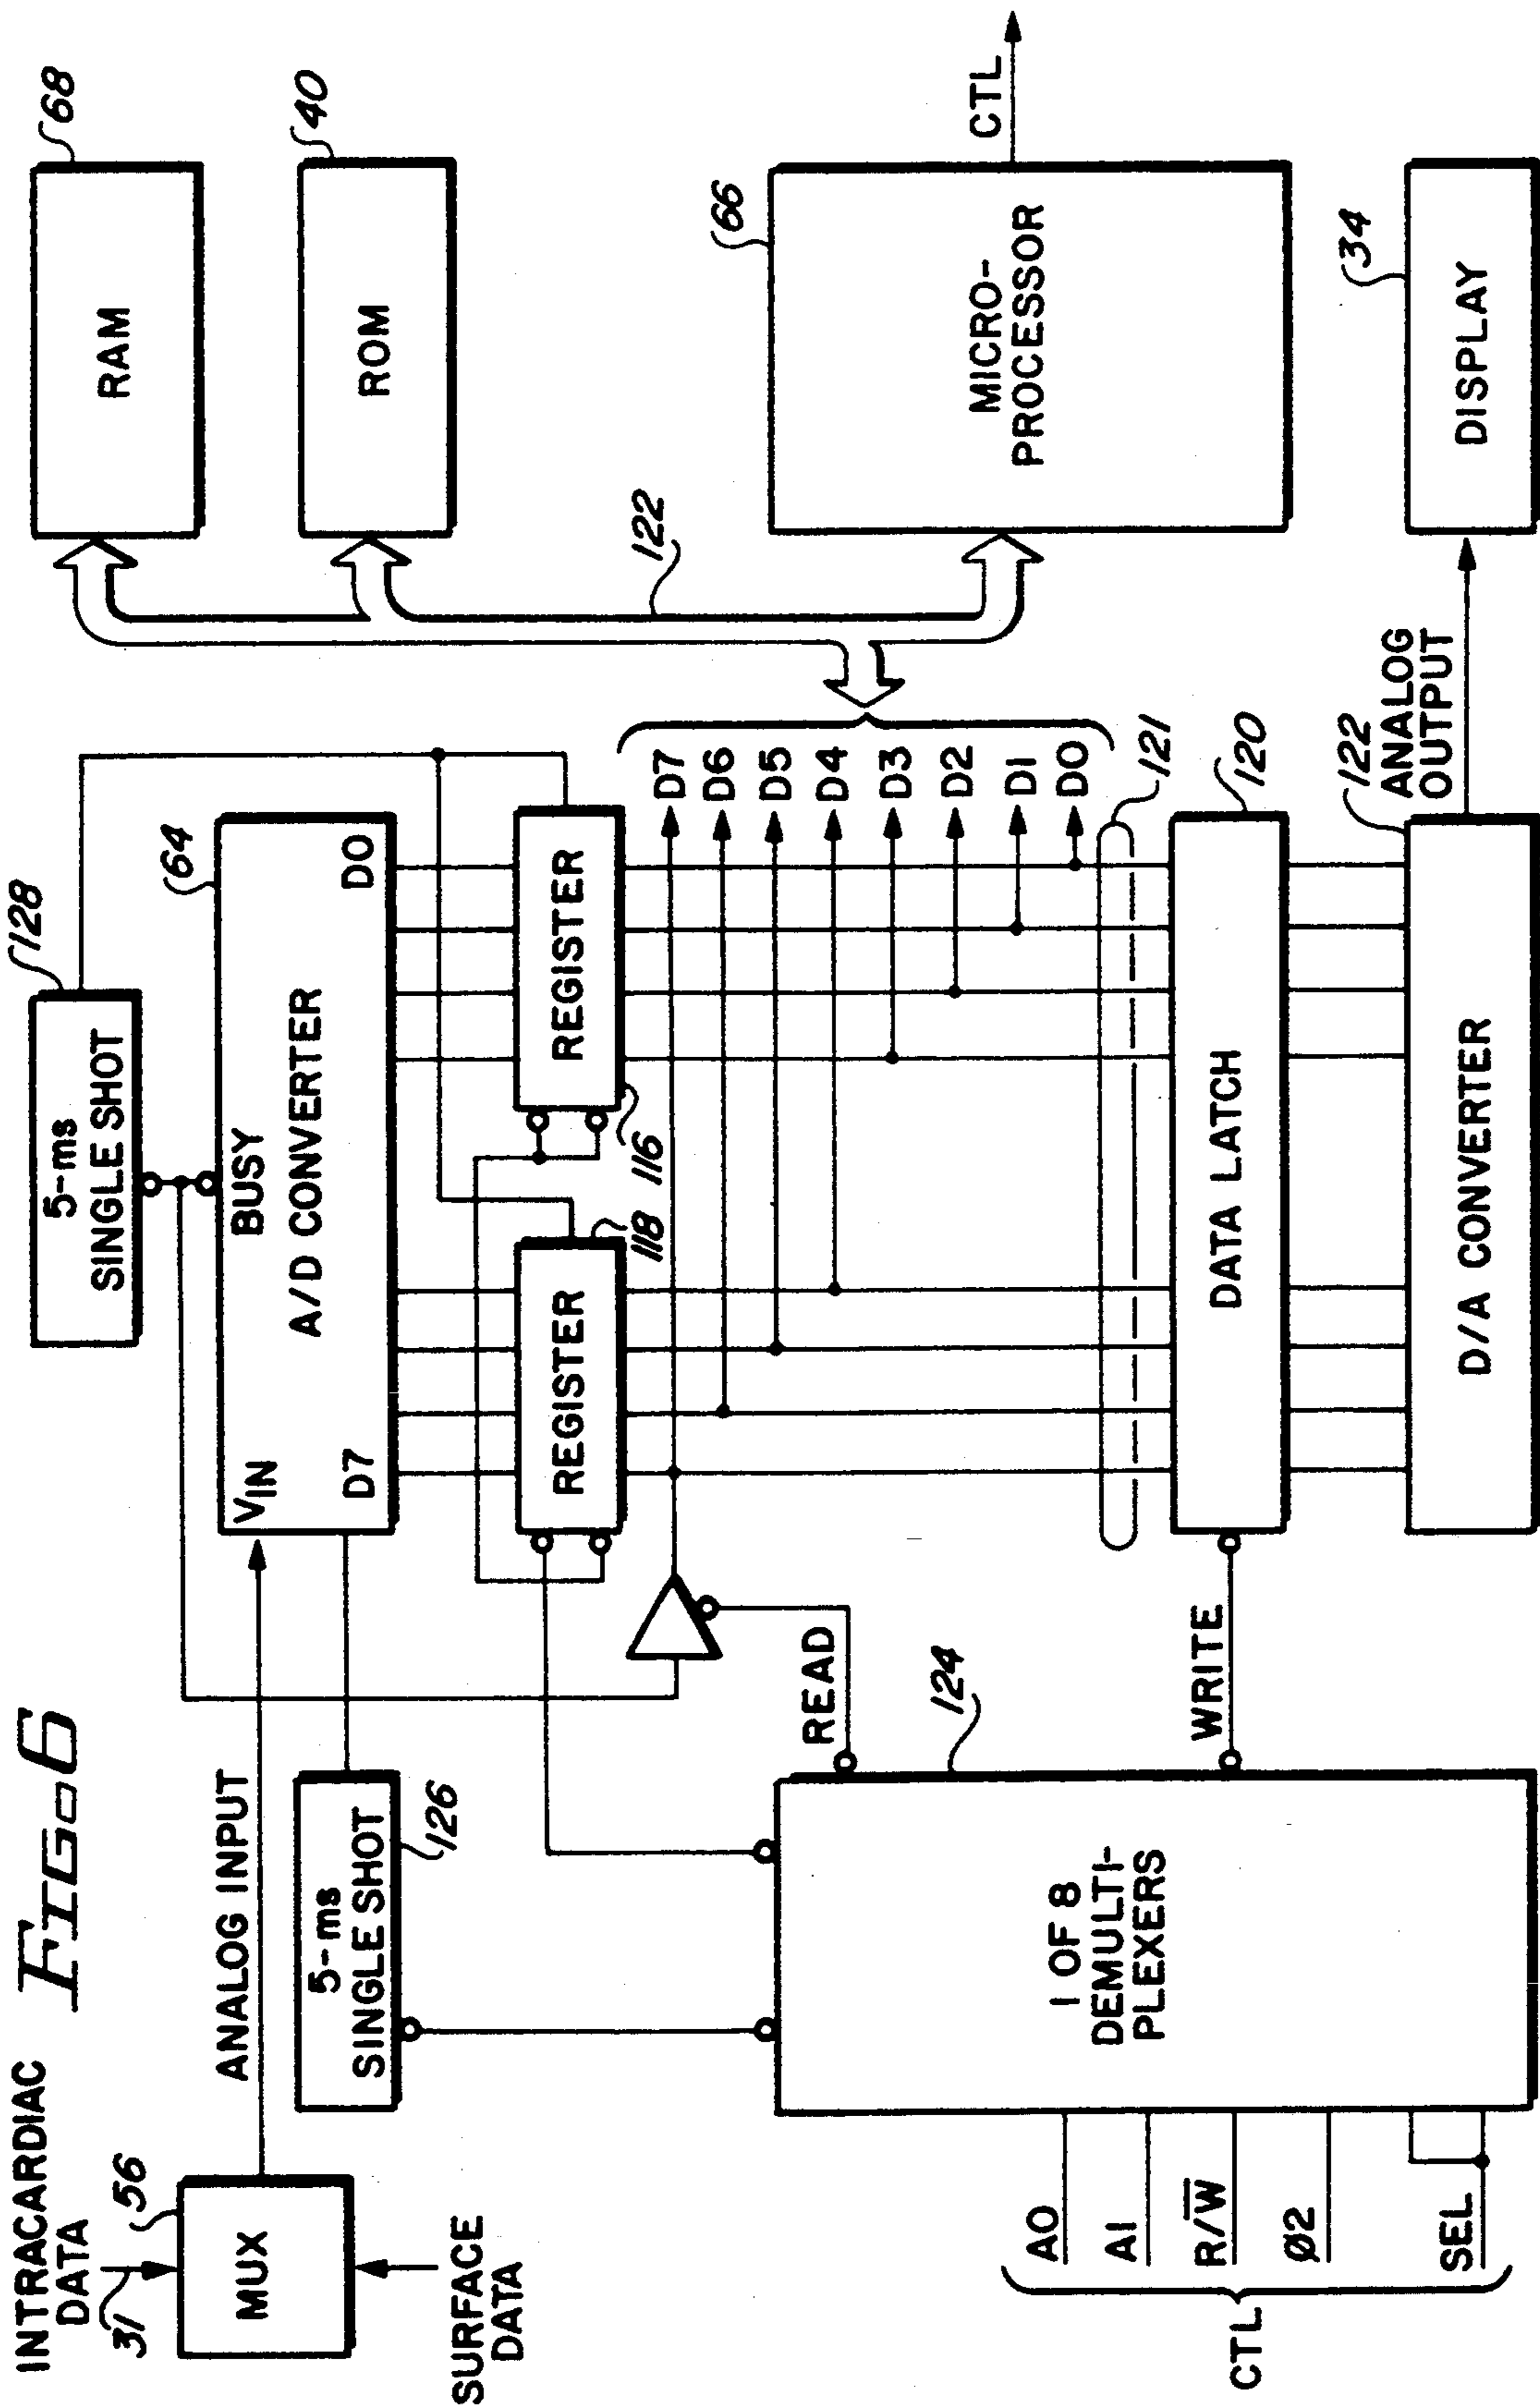 FIG. 6
INTRACARDIAC
DATA
31
56
MUX
SURFACE
DATA
ANALOG INPUT
5-ms
SINGLE SHOT
126
5-ms
SINGLE SHOT
128
64
VIN
BUSY
A/D CONVERTER
D7
D0
REGISTER
118
REGISTER
116
D7
D6
D5
D4
D3
D2
D1
D0
121
READ
124
WRITE
1 OF 8
DEMULTI-
PLEXERS
A0
A1
R/W̅
Ø2
SEL
CTL
DATA LATCH
120
D/A CONVERTER
122
ANALOG
OUTPUT
RAM
68
ROM
40
122
MICRO-
PROCESSOR
66
CTL
DISPLAY
34